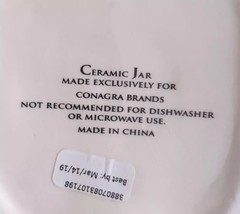 CERAMIC JAR
MADE EXCLUSIVELY FOR
CONAGRA BRANDS
NOT RECOMMENDED FOR DISHWASHER
OR MICROWAVE USE.
MADE IN CHINA
Best by: Mar/14/19
38807083107198